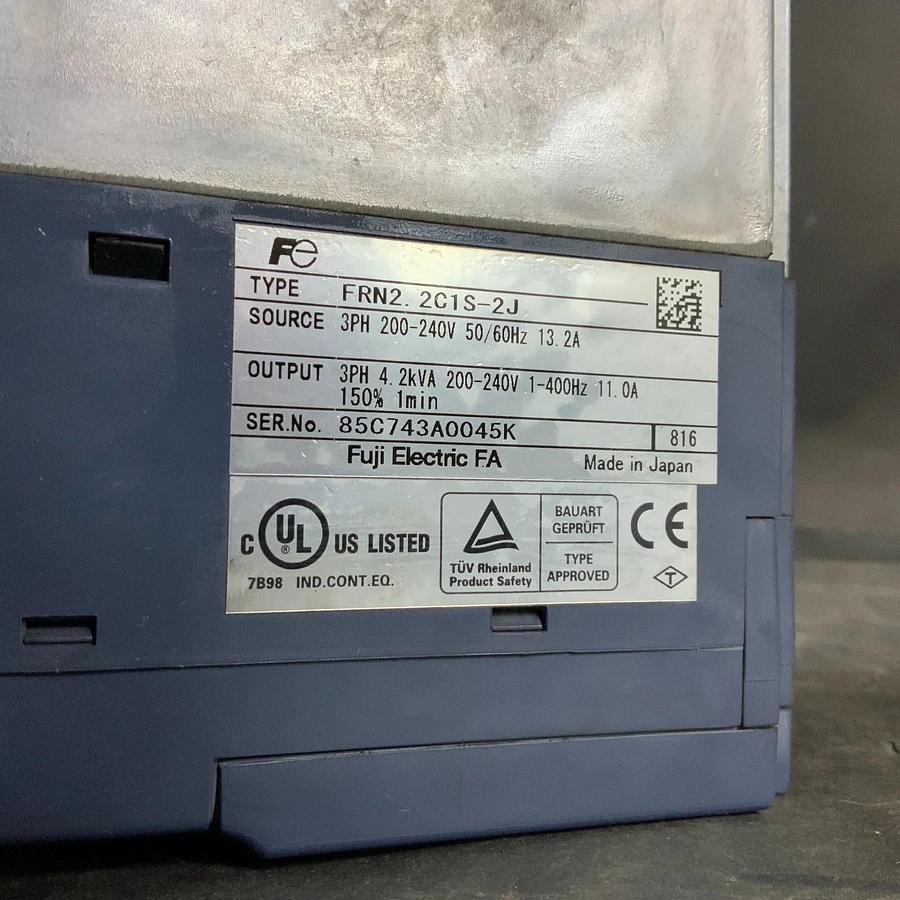 Fe
TYPE FRN2.2C1S-2J
SOURCE 3PH 200-240V 50/60Hz 13.2A
OUTPUT 3PH 4.2kVA 200-240V 1-400Hz 11.0A
150% 1min
SER.No. 85C743A0045K 816
Fuji Electric FA Made in Japan
C UL ® US LISTED
7B98 IND.CONT.EQ.
TÜV Rheinland
Product Safety
BAUART
GEPRÜFT
TYPE
APPROVED
CE
T